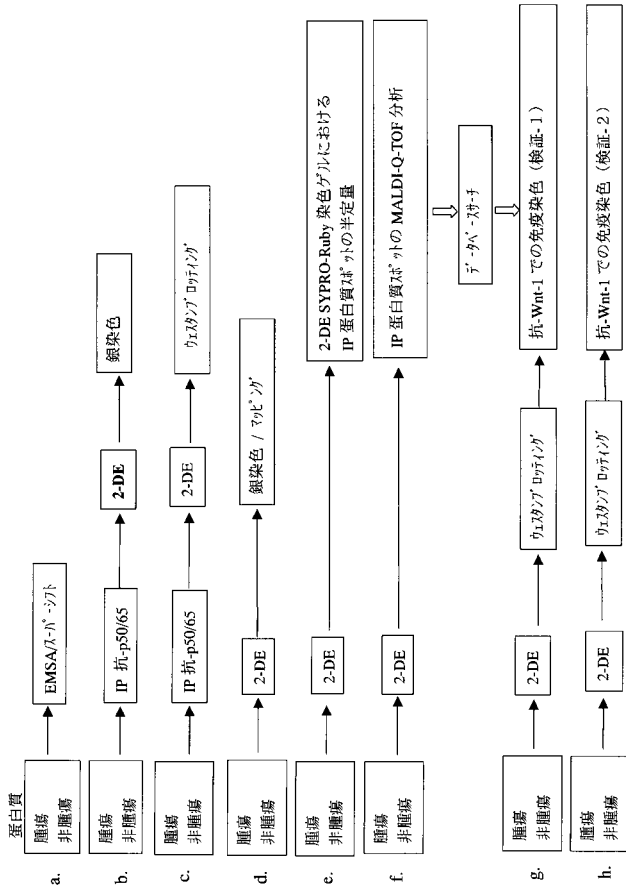 蛋白質
a.
腫瘍
非腫瘍
EMSA/スーパーシフト
b.
腫瘍
非腫瘍
IP 抗-p50/65
2-DE
銀染色
c.
腫瘍
非腫瘍
IP 抗-p50/65
2-DE
ウェスタンブロッティング
d.
腫瘍
非腫瘍
2-DE
銀染色 / マッピング
e.
腫瘍
非腫瘍
2-DE
2-DE SYPRO-Ruby 染色ゲルにおける
IP 蛋白質スポットの半定量
f.
腫瘍
非腫瘍
2-DE
IP 蛋白質スポットの MALDI-Q-TOF 分析
データベースサーチ
g.
腫瘍
非腫瘍
2-DE
ウェスタンブロッティング
抗-Wnt-1 での免疫染色（検証-1）
h.
腫瘍
非腫瘍
2-DE
ウェスタンブロッティング
抗-Wnt-1 での免疫染色（検証-2）